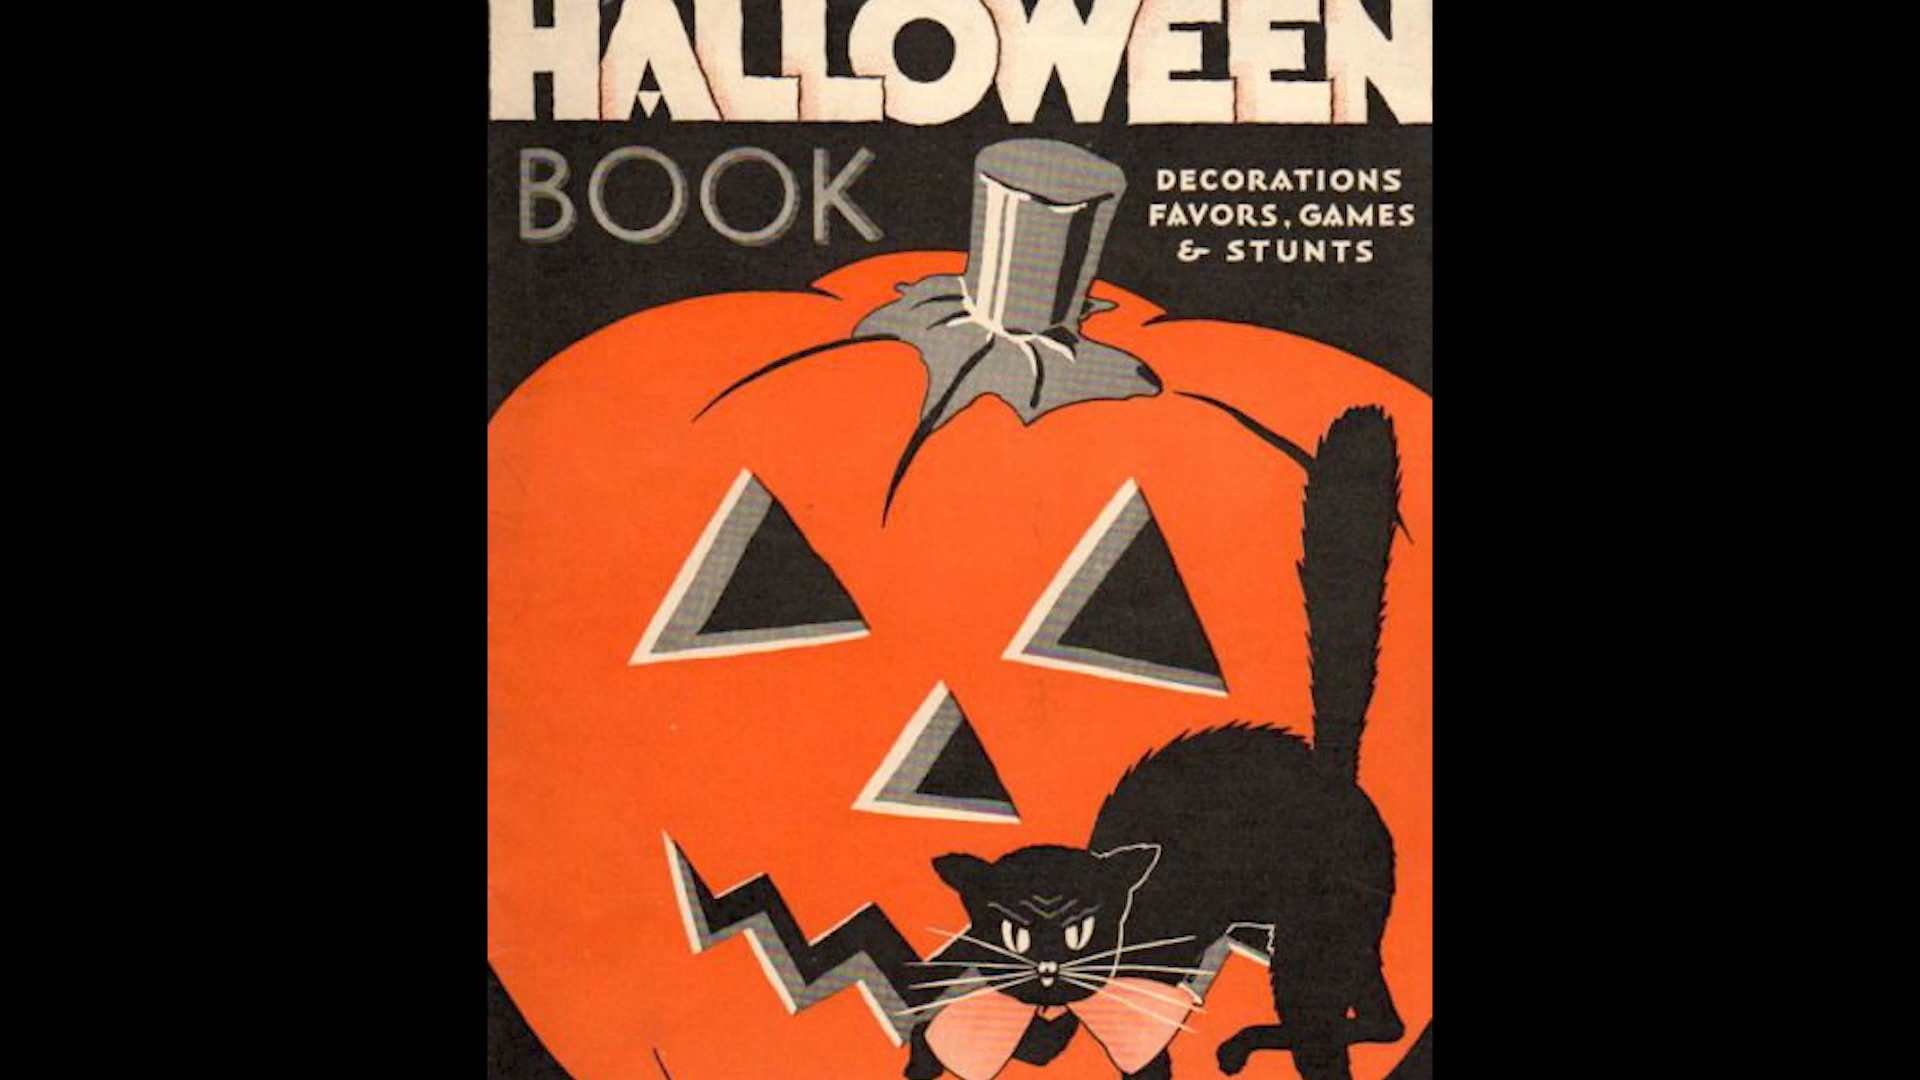 HALLOWEEN
BOOK
DECORATIONS
FAVORS, GAMES
& STUNTS